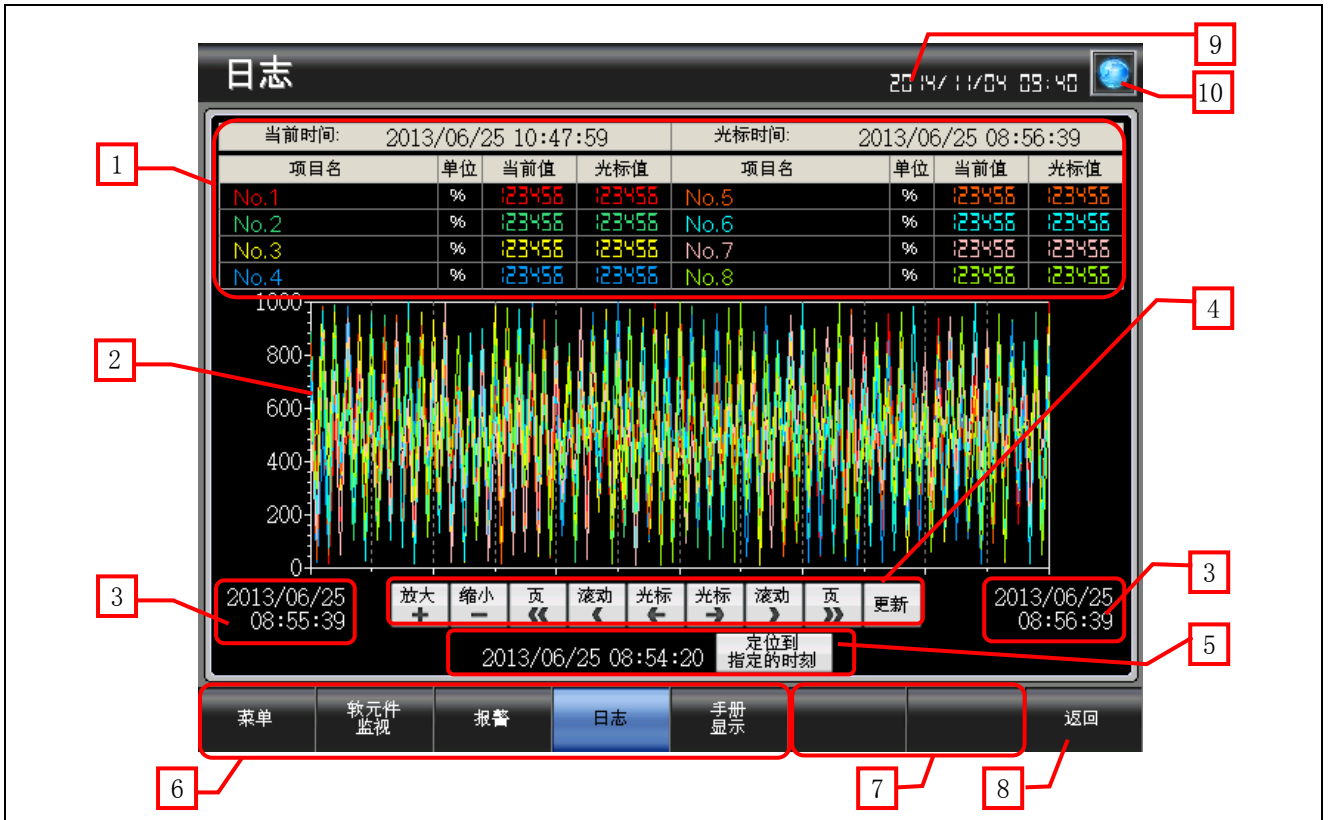 9
日志
2014/11/04 09:40
10
当前时间: 2013/06/25 10:47:59 光标时间: 2013/06/25 08:56:39
1
项目名 单位 当前值 光标值 项目名 单位 当前值 光标值
No.1 % 123456 123456 No.5 % 123456 123456
No.2 % 123456 123456 No.6 % 123456 123456
No.3 % 123456 123456 No.7 % 123456 123456
No.4 % 123456 123456 No.8 % 123456 123456
1000
4
800
2
600
400
200
0
3
2013/06/25
08:55:39
放大 缩小 页 滚动 光标 光标 滚动 页 更新
2013/06/25
08:56:39
3
2013/06/25 08:54:20
定位到
指定的时刻
5
菜单
软元件
监视
报警
日志
手册
显示
返回
6
7
8